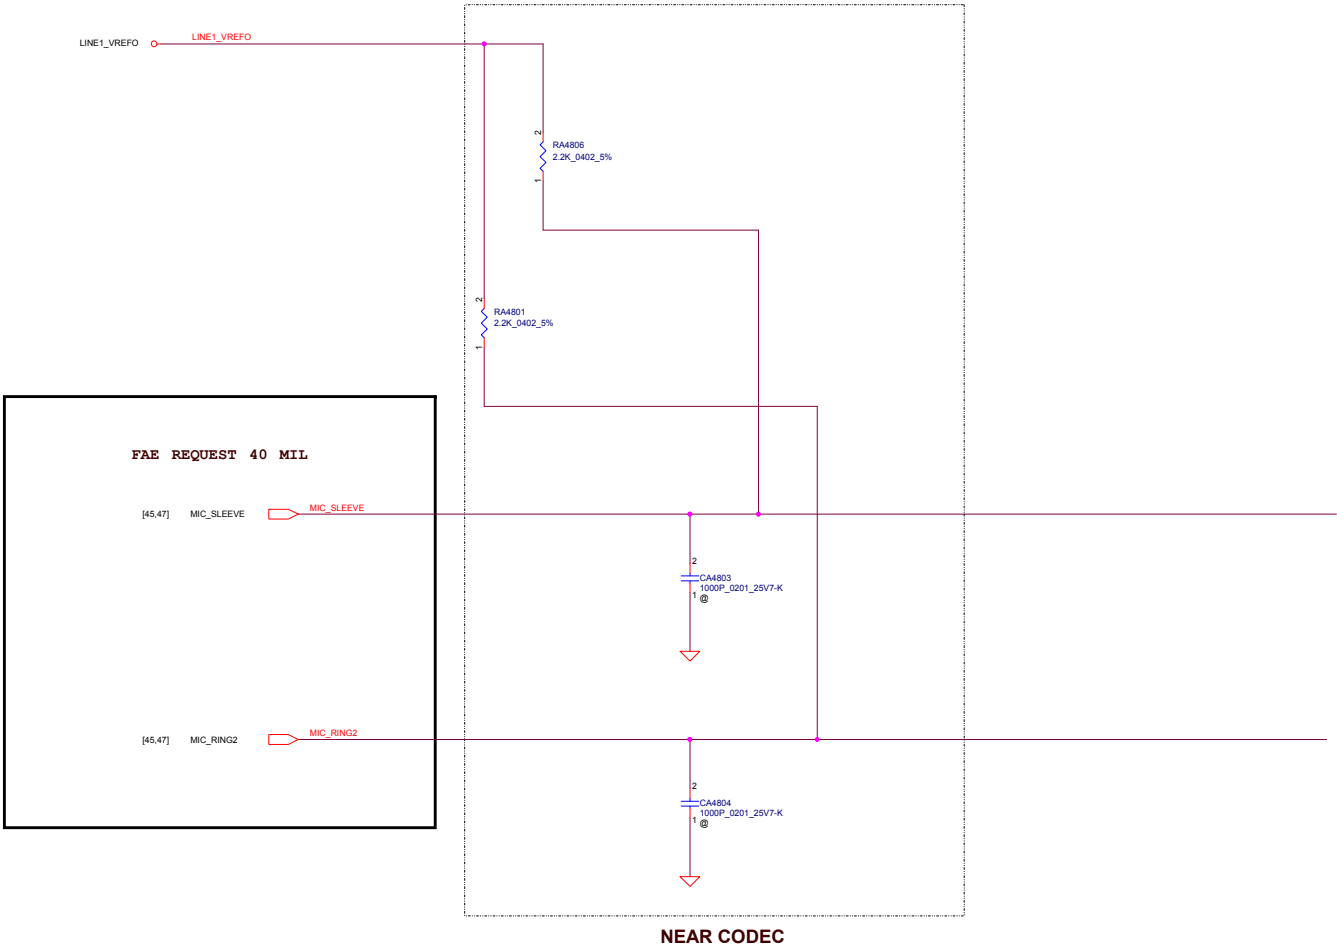 LINE1_VREFO
LINE1_VREFO
2
RA4806
2.2K_0402_5%
1
2
RA4801
2.2K_0402_5%
1
FAE REQUEST 40 MIL
[45,47] MIC_SLEEVE
MIC_SLEEVE
2
CA4803
1000P_0201_25V7-K
1
@
[45,47] MIC_RING2
MIC_RING2
2
CA4804
1000P_0201_25V7-K
1
@
NEAR CODEC